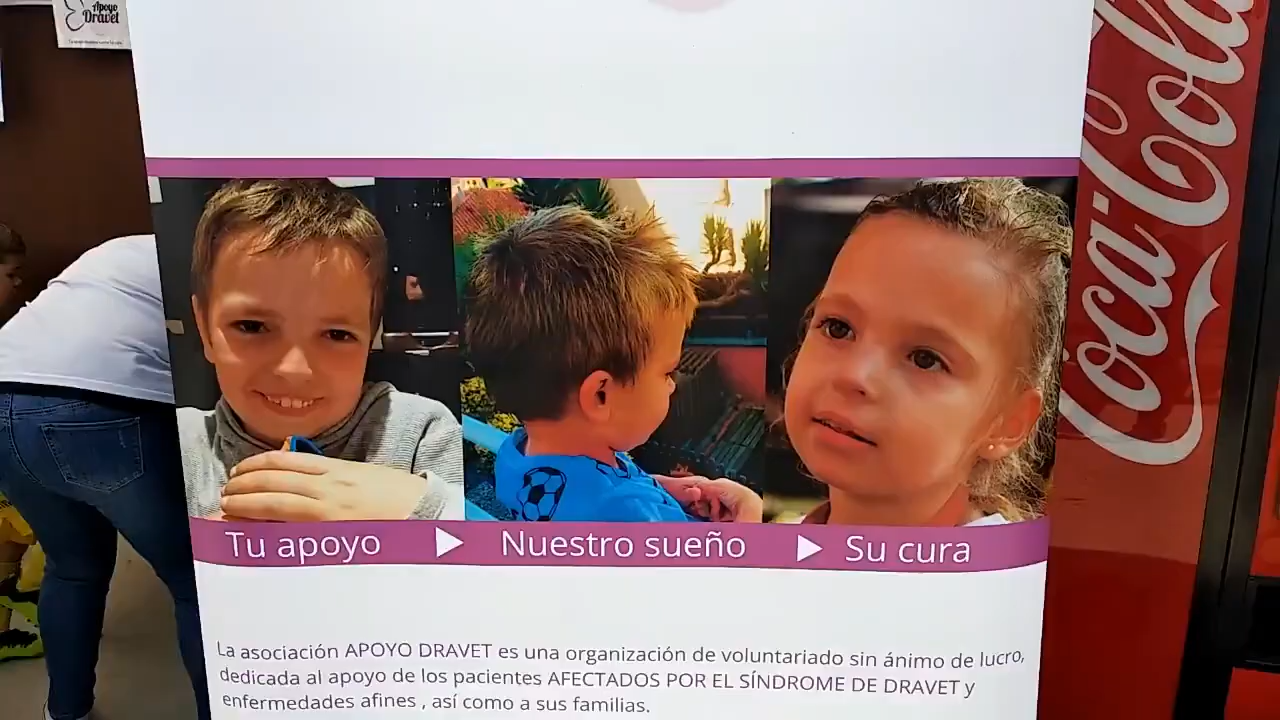 Apoyo
Dravet
Coca-Cola
Tu apoyo ▶ Nuestro sueño ▶ Su cura
La asociación APOYO DRAVET es una organización de voluntariado sin ánimo de lucro,
dedicada al apoyo de los pacientes AFECTADOS POR EL SÍNDROME DE DRAVET y
enfermedades afines , así como a sus familias.